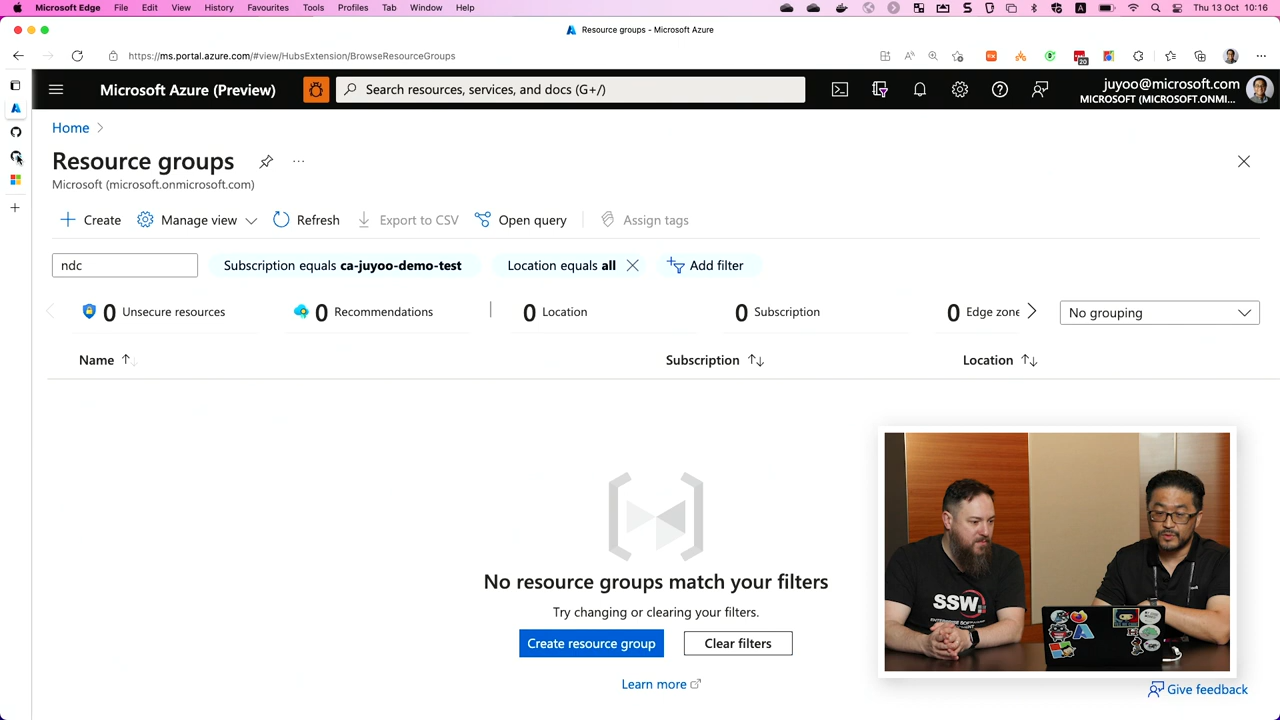 Microsoft Edge File Edit View History Favourites Tools Profiles Tab Window Help A Thu 13 Oct 10:16
Resource groups - Microsoft Azure
https://ms.portal.azure.com/#view/HubsExtension/BrowseResourceGroups
20
Microsoft Azure (Preview)
Search resources, services, and docs (G+/)
juyoo@microsoft.com
MICROSOFT (MICROSOFT.ONMI...
Home
Resource groups
...
Microsoft (microsoft.onmicrosoft.com)
Create Manage view Refresh Export to CSV Open query Assign tags
ndc
Subscription equals ca-juyoo-demo-test
Location equals all
Add filter
0 Unsecure resources
0 Recommendations
0 Location
0 Subscription
0 Edge zone
No grouping
Name Subscription Location
No resource groups match your filters
Try changing or clearing your filters.
Create resource group Clear filters
Learn more
SSW
Give feedback